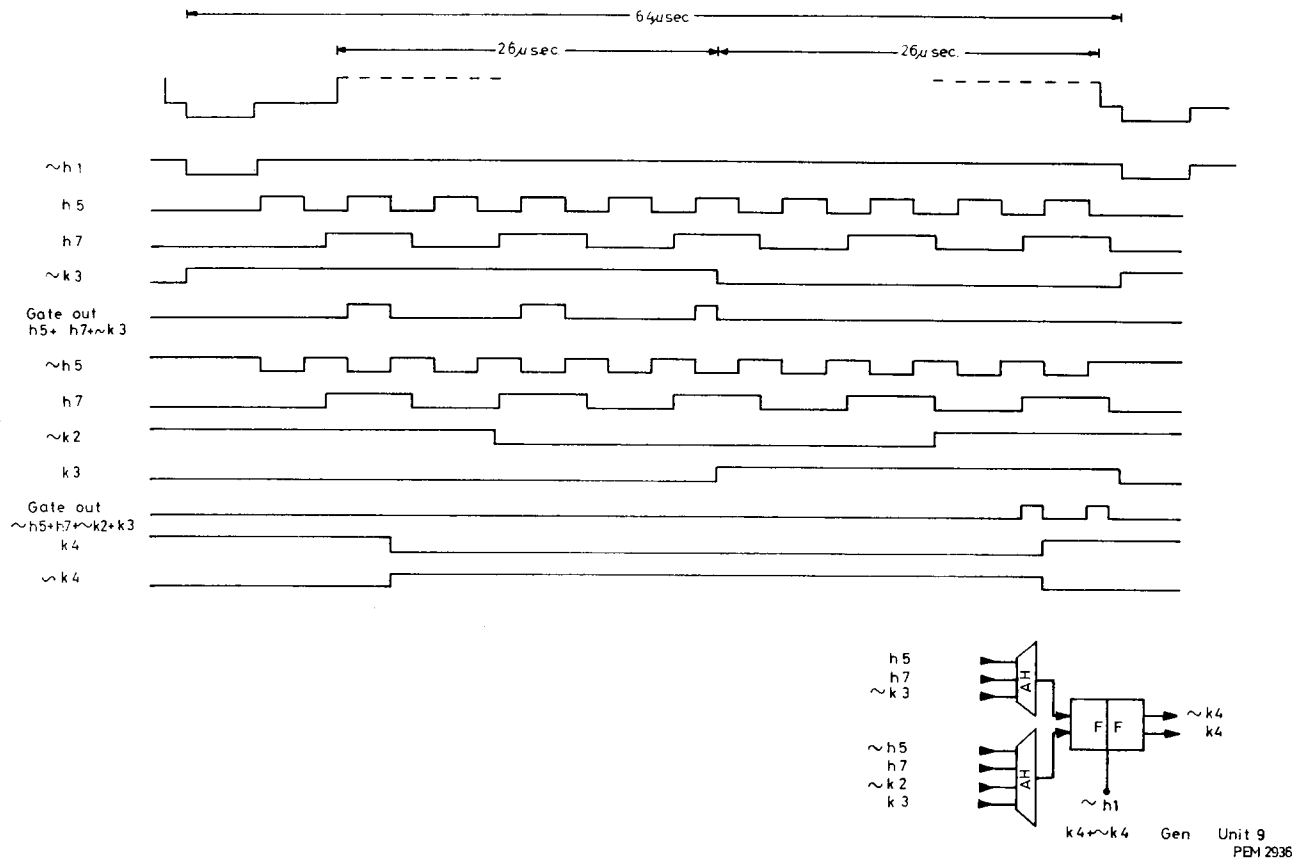 64µsec
26µsec
26µsec.
~h1
h5
h7
~k3
Gate out
h5+ h7+~k3
~h5
h7
~k2
k3
Gate out
~h5+h7+~k2+k3
k4
~k4
h5
h7
~k3
AH
~h5
h7
~k2
k3
AH
F F
~k4
k4
~h1
k4+~k4 Gen Unit 9
PEM 2936